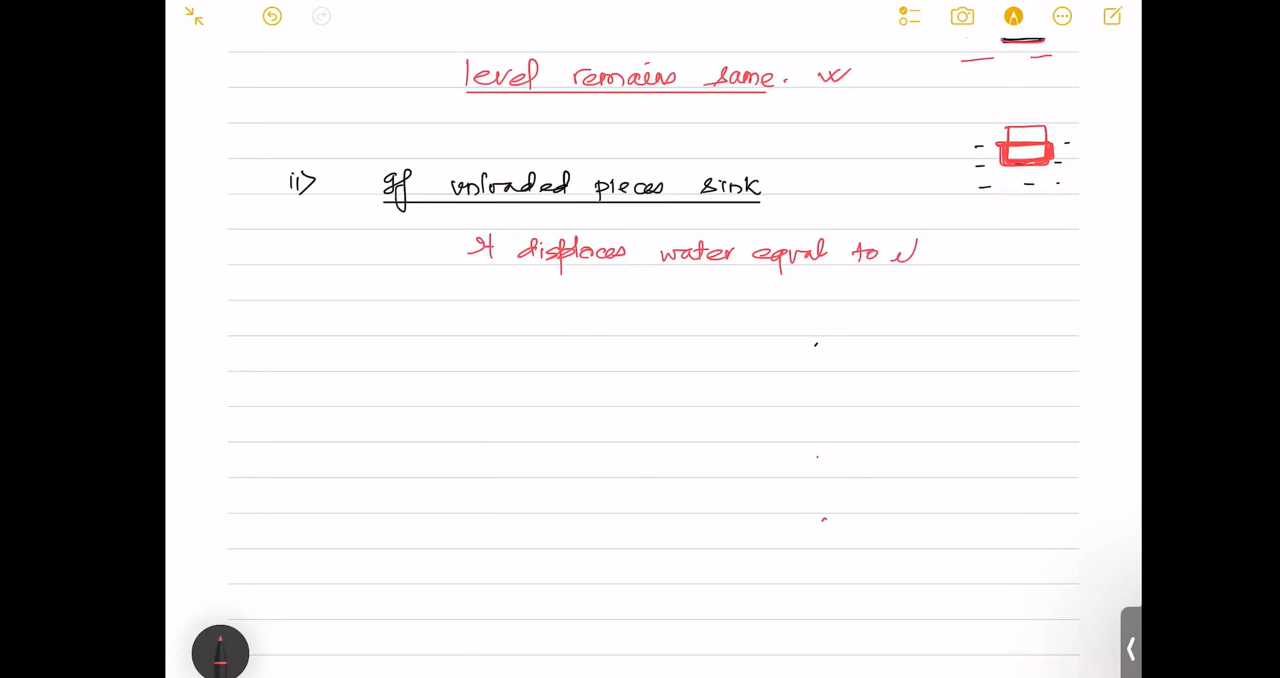 level remains same.
ii> If unloaded pieces sink
It displaces water equal to